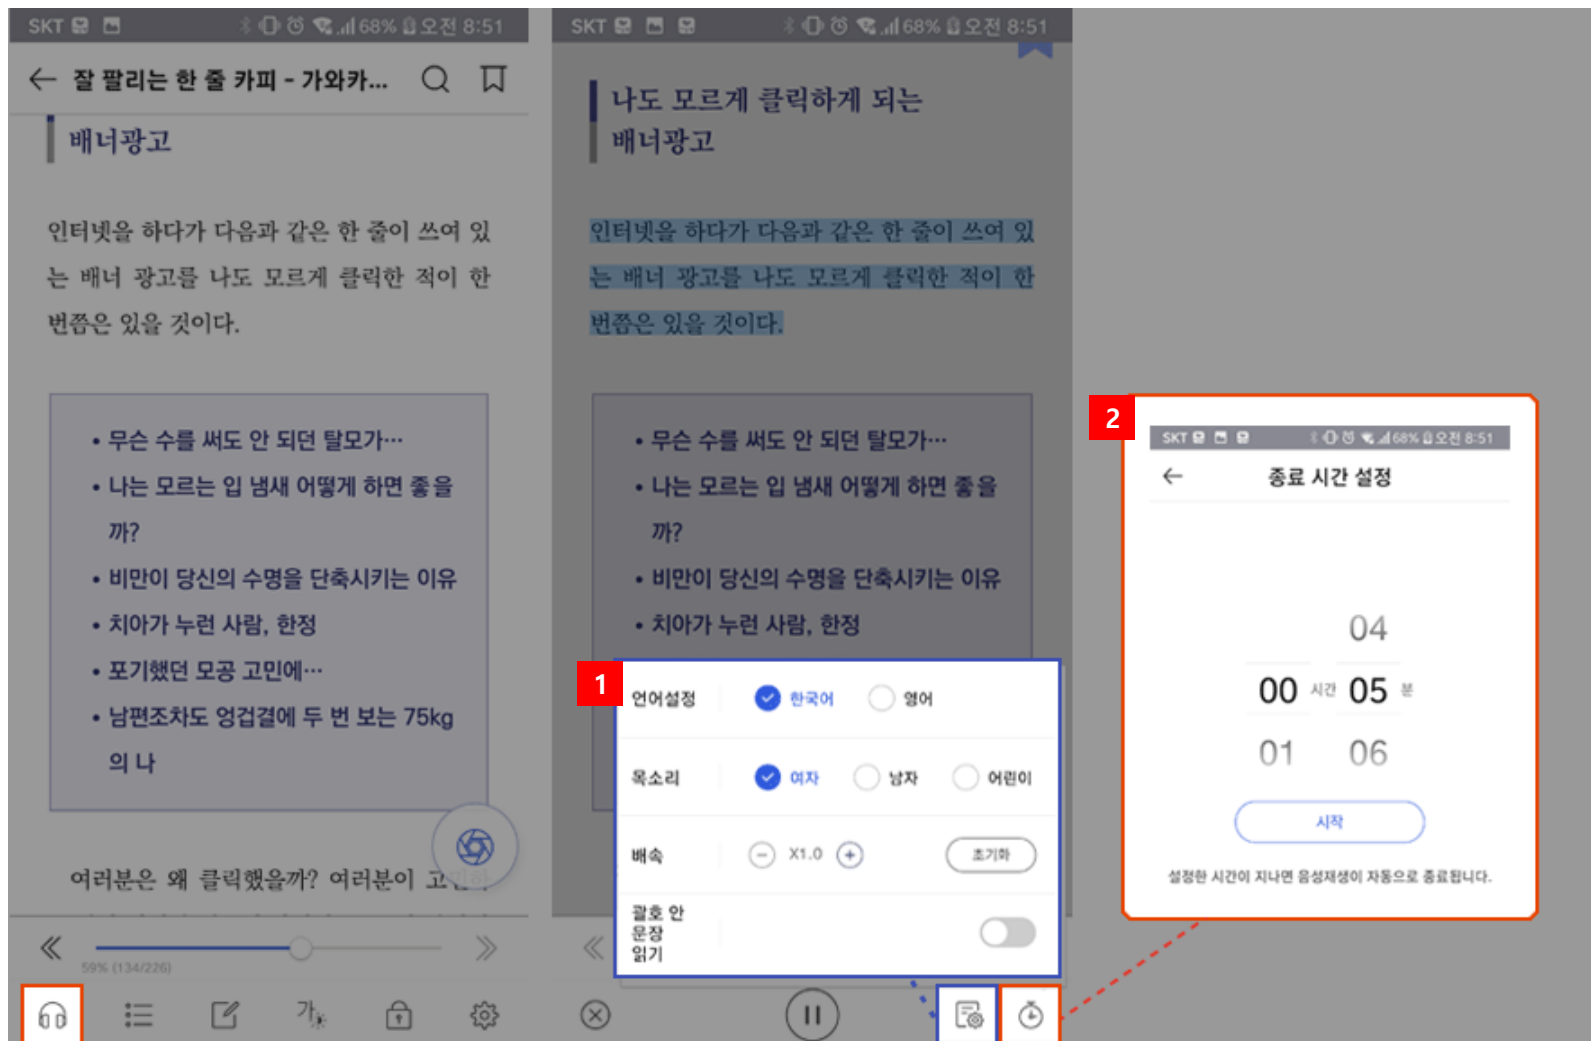 SKT 68% 오전 8:51
잘 팔리는 한 줄 카피 - 가와카...
배너광고
인터넷을 하다가 다음과 같은 한 줄이 쓰여 있
는 배너 광고를 나도 모르게 클릭한 적이 한
번쯤은 있을 것이다.
• 무슨 수를 써도 안 되던 탈모가…
• 나는 모르는 입 냄새 어떻게 하면 좋을
까?
• 비만이 당신의 수명을 단축시키는 이유
• 치아가 누런 사람, 한정
• 포기했던 모공 고민에…
• 남편조차도 엉겁결에 두 번 보는 75kg
의 나
여러분은 왜 클릭했을까? 여러분이 고민하
59% (134/226)
가
SKT 68% 오전 8:51
나도 모르게 클릭하게 되는
배너광고
인터넷을 하다가 다음과 같은 한 줄이 쓰여 있
는 배너 광고를 나도 모르게 클릭한 적이 한
번쯤은 있을 것이다.
• 무슨 수를 써도 안 되던 탈모가…
• 나는 모르는 입 냄새 어떻게 하면 좋을
까?
• 비만이 당신의 수명을 단축시키는 이유
• 치아가 누런 사람, 한정
1
언어설정 한국어 영어
목소리 여자 남자 어린이
배속 X1.0 초기화
괄호 안
문장
읽기
2
SKT 68% 오전 8:51
종료 시간 설정
04
00 시간 05 분
01 06
시작
설정한 시간이 지나면 음성재생이 자동으로 종료됩니다.